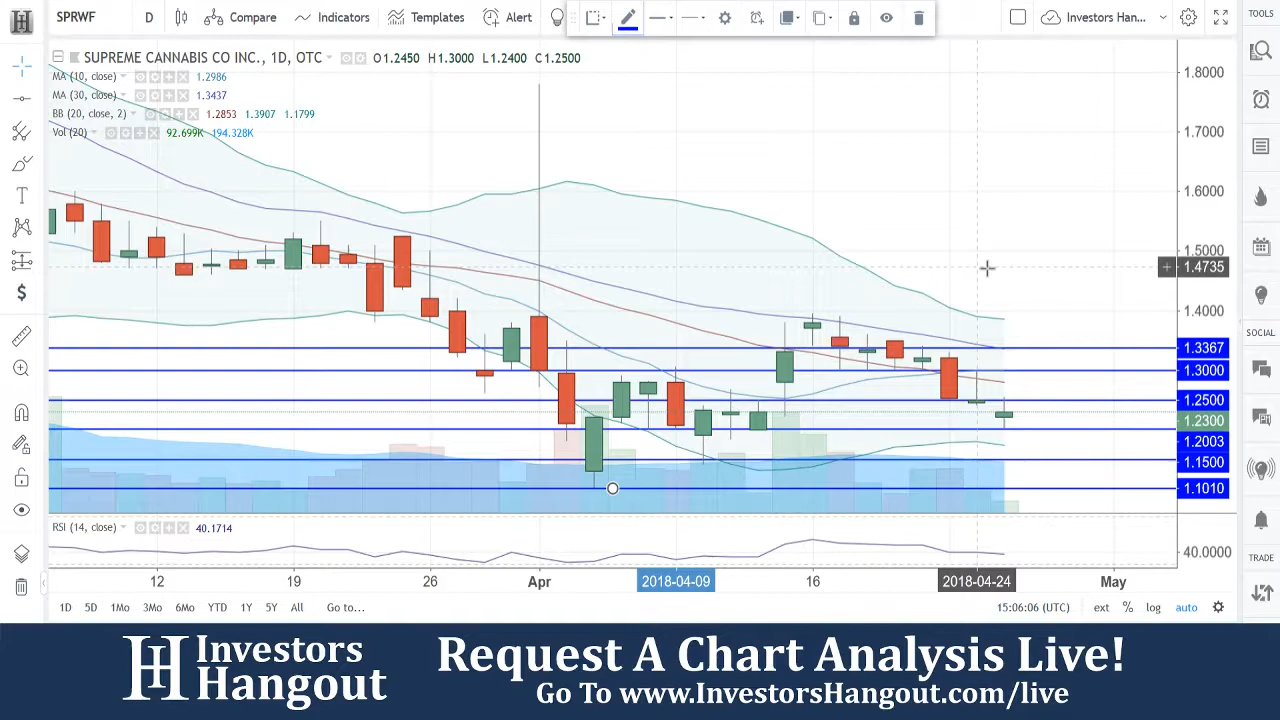 SPRWF D Compare Indicators Templates Alert Investors Han... TOOLS
SUPREME CANNABIS CO INC., 1D, OTC O1.2450 H1.3000 L1.2400 C1.2500
MA (10, close) 1.2986
MA (30, close) 1.3437
BB (20, close, 2) 1.2853 1.3907 1.1799
Vol (20) 92.699K 194.328K
1.8000
1.7000
1.6000
1.5000
1.4735
1.4000
1.3367
1.3000
1.2500
1.2300
1.2003
1.1500
1.1010
SOCIAL
TRADE
RSI (14, close) 40.1714
40.0000
12 19 26 Apr 2018-04-09 16 2018-04-24 May
1D 5D 1Mo 3Mo 6Mo YTD 1Y 5Y All Go to... 15:06:06 (UTC) ext % log auto
Investors
Hangout
Request A Chart Analysis Live!
Go To www.InvestorsHangout.com/live